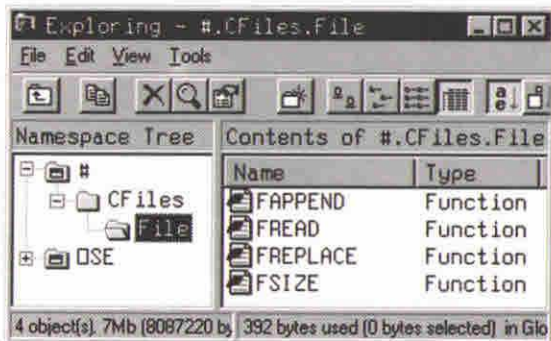 Exploring - #.CFiles.File
File Edit View Tools
Namespace Tree
Contents of #.CFiles.File
#
CFiles
File
OSE
Name Type
FAPPEND Function
FREAD Function
FREPLACE Function
FSIZE Function
4 object(s), 7Mb (8087220 by
392 bytes used (0 bytes selected) in Glo